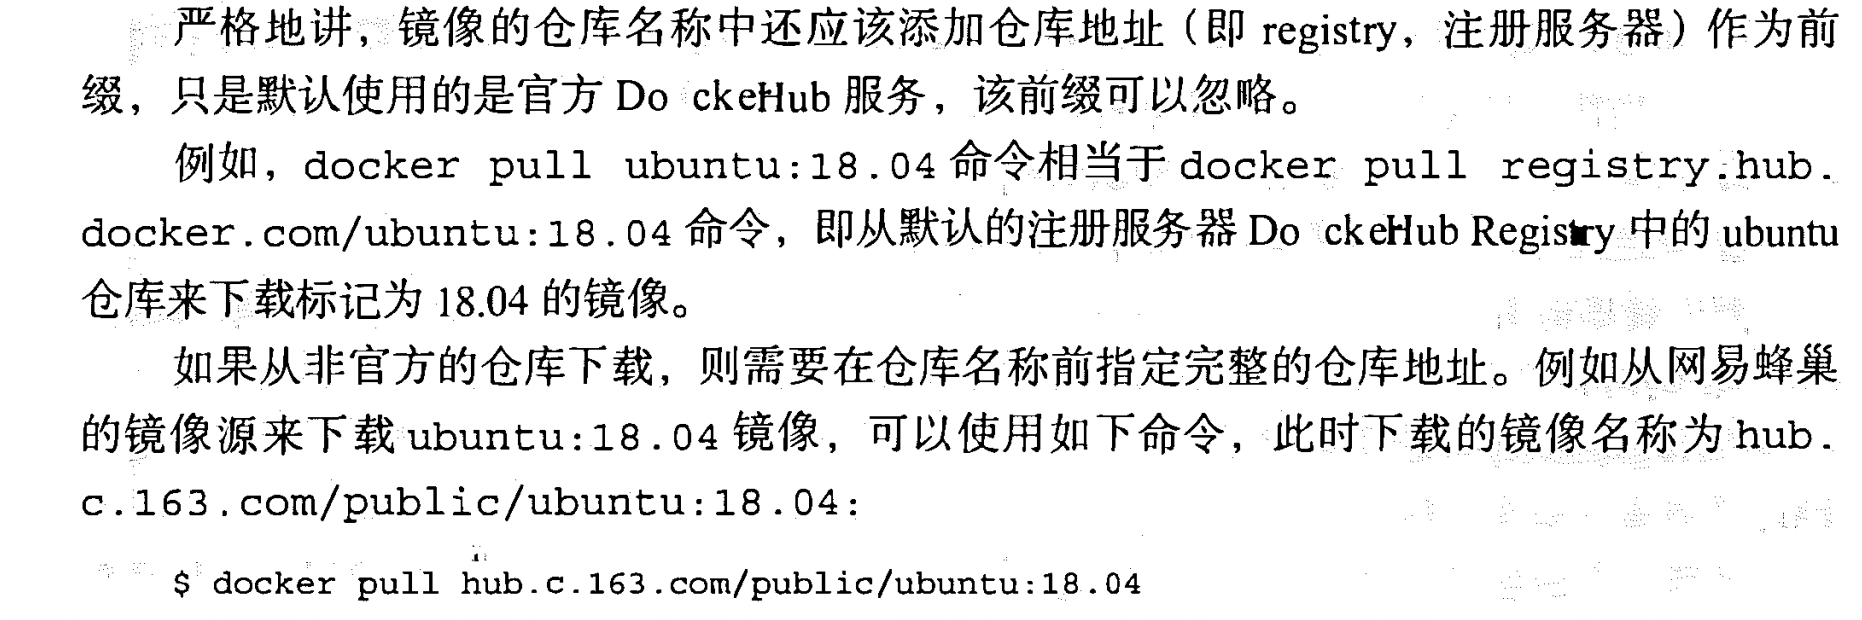 严格地讲，镜像的仓库名称中还应该添加仓库地址（即 registry，注册服务器）作为前
缀，只是默认使用的是官方 Do ckeHub 服务，该前缀可以忽略。
例如，docker pull ubuntu:18.04 命令相当于 docker pull registry.hub.
docker.com/ubuntu:18.04 命令，即从默认的注册服务器 Do ckeHub Registry 中的 ubuntu
仓库来下载标记为 18.04 的镜像。
如果从非官方的仓库下载，则需要在仓库名称前指定完整的仓库地址。例如从网易蜂巢
的镜像源来下载 ubuntu:18.04 镜像，可以使用如下命令，此时下载的镜像名称为 hub.
c.163.com/public/ubuntu:18.04:
$ docker pull hub.c.163.com/public/ubuntu:18.04